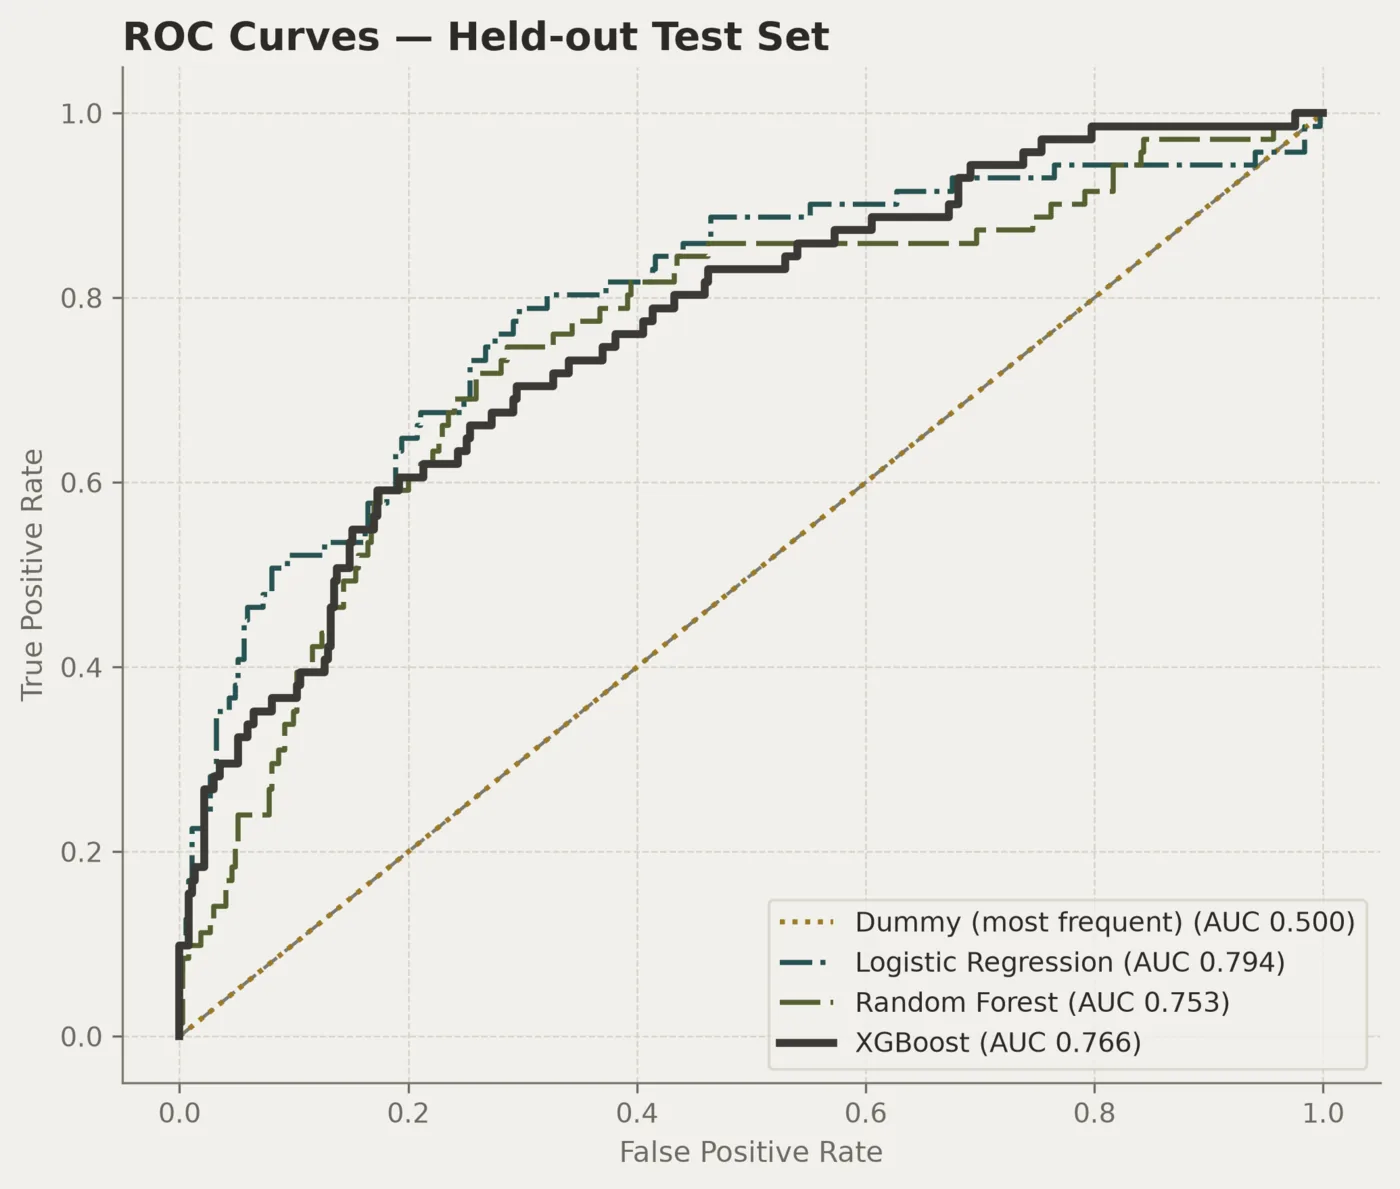 ROC Curves — Held-out Test Set
True Positive Rate
1.0
0.8
0.6
0.4
0.2
0.0
Dummy (most frequent) (AUC 0.500)
Logistic Regression (AUC 0.794)
Random Forest (AUC 0.753)
XGBoost (AUC 0.766)
0.0 0.2 0.4 0.6 0.8 1.0
False Positive Rate